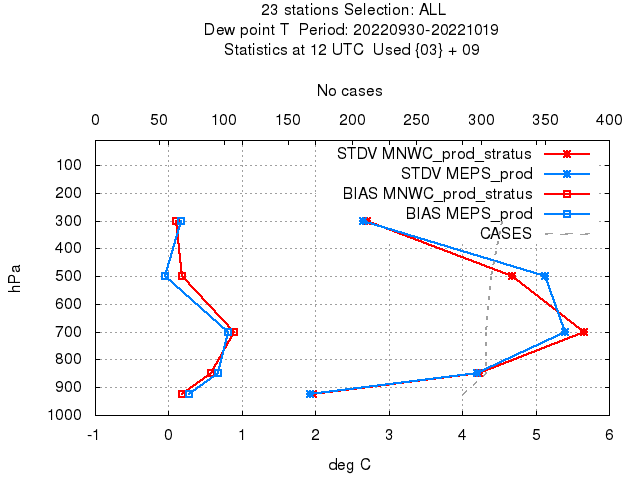 23 stations Selection: ALL
Dew point T  Period: 20220930-20221019
Statistics at 12 UTC  Used {03} + 09
No cases
0 50 100 150 200 250 300 350 400
STDV MNWC_prod_stratus
STDV MEPS_prod
BIAS MNWC_prod_stratus
BIAS MEPS_prod
CASES
hPa
100
200
300
400
500
600
700
800
900
1000
-1 0 1 2 3 4 5 6
deg C